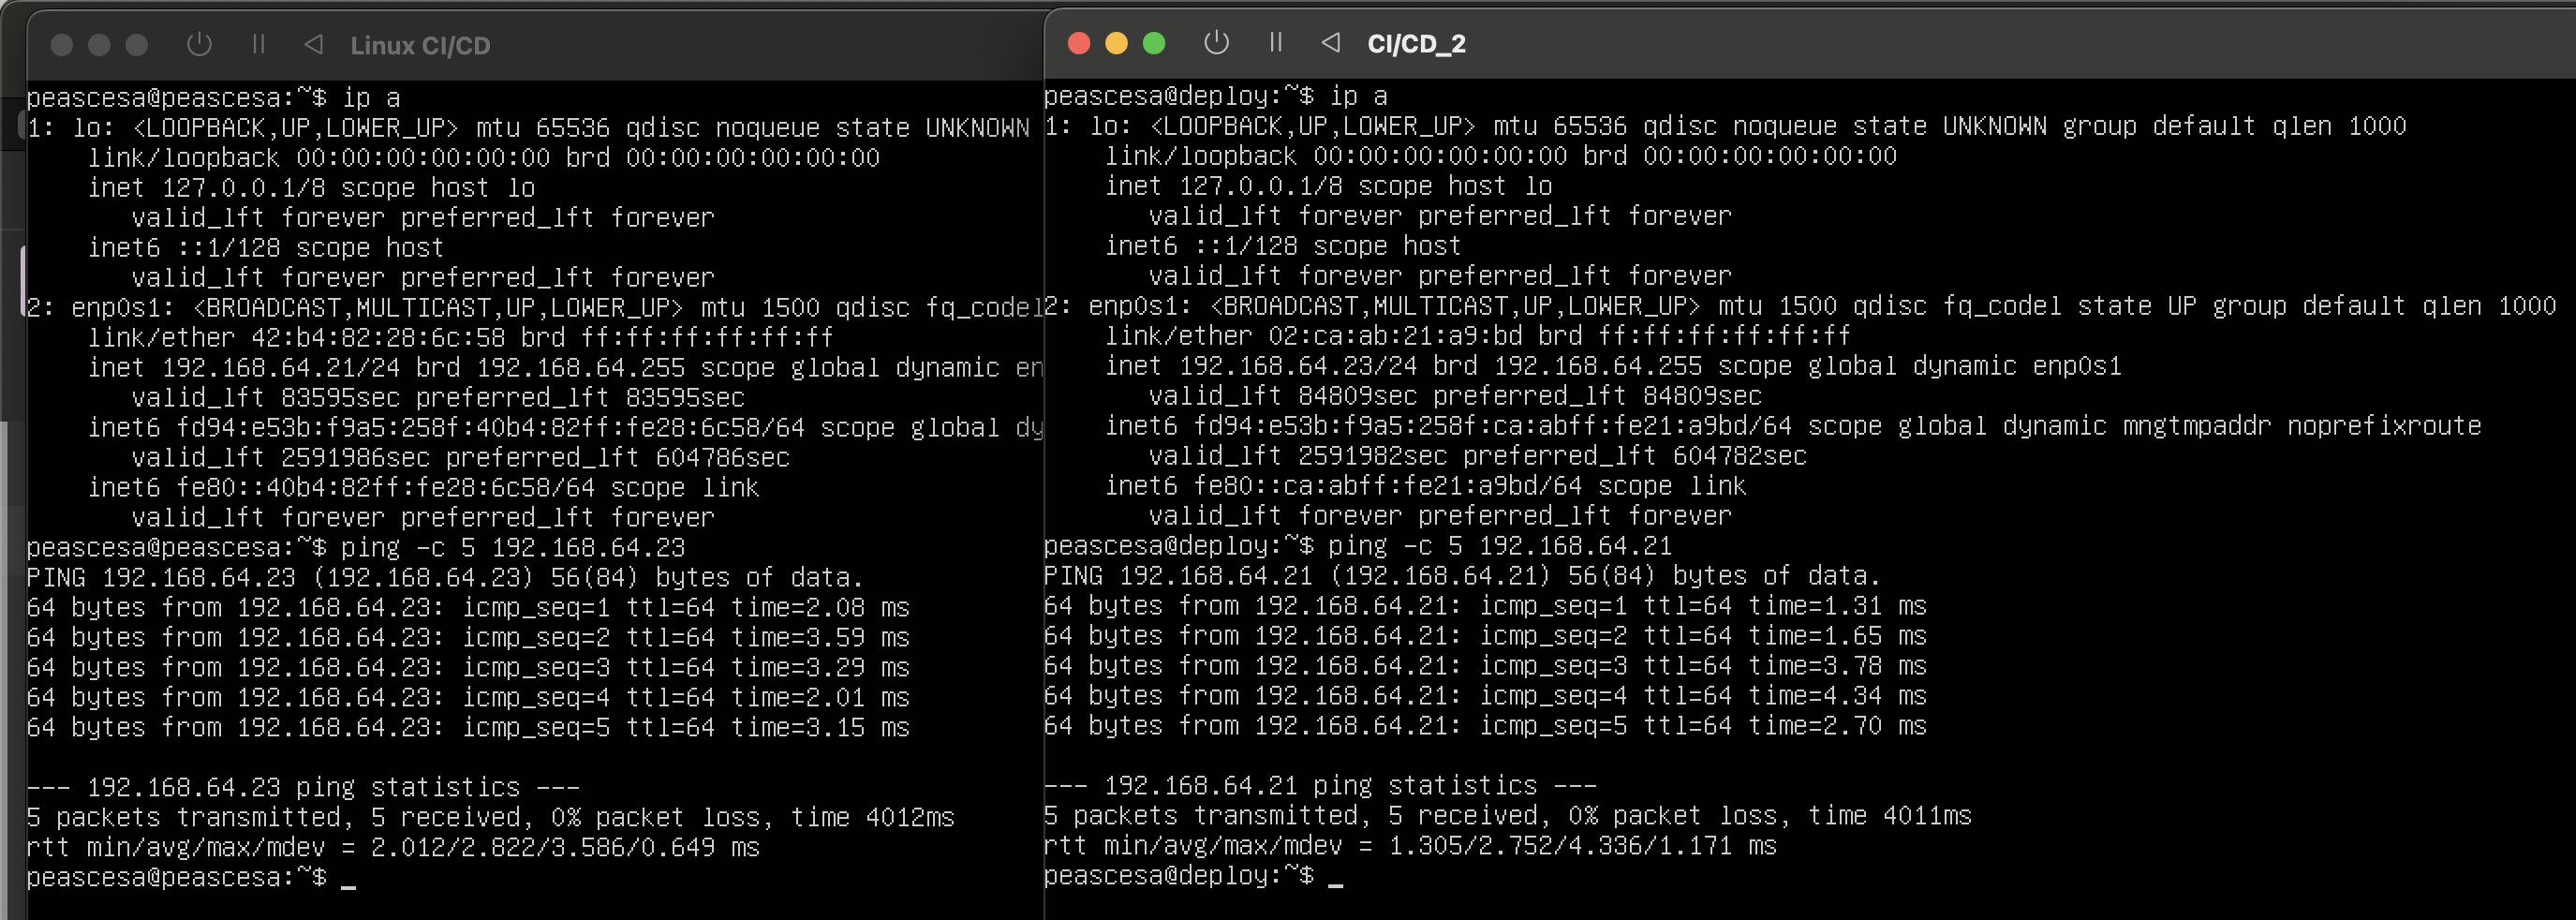 Linux CI/CD
peascesa@peascesa:~$ ip a
1: lo: <LOOPBACK,UP,LOWER_UP> mtu 65536 qdisc noqueue state UNKNOWN
link/loopback 00:00:00:00:00:00 brd 00:00:00:00:00:00
inet 127.0.0.1/8 scope host lo
valid_lft forever preferred_lft forever
inet6 ::1/128 scope host
valid_lft forever preferred_lft forever
2: enp0s1: <BROADCAST,MULTICAST,UP,LOWER_UP> mtu 1500 qdisc fq_codel
link/ether 42:b4:82:28:6c:58 brd ff:ff:ff:ff:ff:ff
inet 192.168.64.21/24 brd 192.168.64.255 scope global dynamic en
valid_lft 83595sec preferred_lft 83595sec
inet6 fd94:e53b:f9a5:258f:40b4:82ff:fe28:6c58/64 scope global dy
valid_lft 2591986sec preferred_lft 604786sec
inet6 fe80::40b4:82ff:fe28:6c58/64 scope link
valid_lft forever preferred_lft forever
peascesa@peascesa:~$ ping -c 5 192.168.64.23
PING 192.168.64.23 (192.168.64.23) 56(84) bytes of data.
64 bytes from 192.168.64.23: icmp_seq=1 ttl=64 time=2.08 ms
64 bytes from 192.168.64.23: icmp_seq=2 ttl=64 time=3.59 ms
64 bytes from 192.168.64.23: icmp_seq=3 ttl=64 time=3.29 ms
64 bytes from 192.168.64.23: icmp_seq=4 ttl=64 time=2.01 ms
64 bytes from 192.168.64.23: icmp_seq=5 ttl=64 time=3.15 ms
--- 192.168.64.23 ping statistics ---
5 packets transmitted, 5 received, 0% packet loss, time 4012ms
rtt min/avg/max/mdev = 2.012/2.822/3.586/0.649 ms
peascesa@peascesa:~$ _
CI/CD_2
peascesa@deploy:~$ ip a
1: lo: <LOOPBACK,UP,LOWER_UP> mtu 65536 qdisc noqueue state UNKNOWN group default qlen 1000
link/loopback 00:00:00:00:00:00 brd 00:00:00:00:00:00
inet 127.0.0.1/8 scope host lo
valid_lft forever preferred_lft forever
inet6 ::1/128 scope host
valid_lft forever preferred_lft forever
2: enp0s1: <BROADCAST,MULTICAST,UP,LOWER_UP> mtu 1500 qdisc fq_codel state UP group default qlen 1000
link/ether 02:ca:ab:21:a9:bd brd ff:ff:ff:ff:ff:ff
inet 192.168.64.23/24 brd 192.168.64.255 scope global dynamic enp0s1
valid_lft 84809sec preferred_lft 84809sec
inet6 fd94:e53b:f9a5:258f:ca:abff:fe21:a9bd/64 scope global dynamic mngtmpaddr noprefixroute
valid_lft 2591982sec preferred_lft 604782sec
inet6 fe80::ca:abff:fe21:a9bd/64 scope link
valid_lft forever preferred_lft forever
peascesa@deploy:~$ ping -c 5 192.168.64.21
PING 192.168.64.21 (192.168.64.21) 56(84) bytes of data.
64 bytes from 192.168.64.21: icmp_seq=1 ttl=64 time=1.31 ms
64 bytes from 192.168.64.21: icmp_seq=2 ttl=64 time=1.65 ms
64 bytes from 192.168.64.21: icmp_seq=3 ttl=64 time=3.78 ms
64 bytes from 192.168.64.21: icmp_seq=4 ttl=64 time=4.34 ms
64 bytes from 192.168.64.21: icmp_seq=5 ttl=64 time=2.70 ms
--- 192.168.64.21 ping statistics ---
5 packets transmitted, 5 received, 0% packet loss, time 4011ms
rtt min/avg/max/mdev = 1.305/2.752/4.336/1.171 ms
peascesa@deploy:~$ _